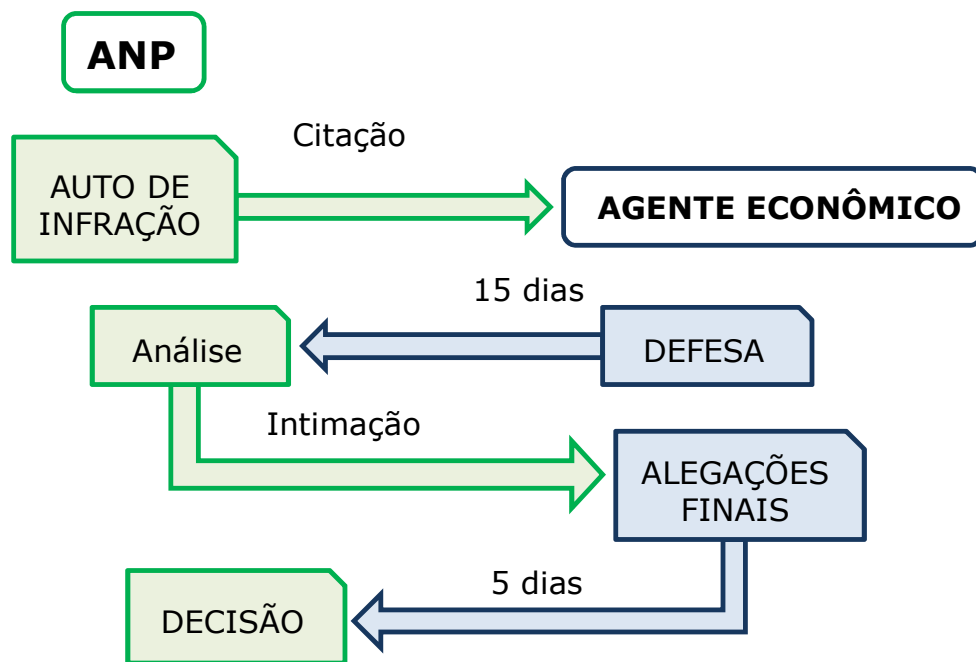 ANP
Citação
AUTO DE
INFRAÇÃO
AGENTE ECONÔMICO
15 dias
Análise
DEFESA
Intimação
ALEGAÇÕES
FINAIS
5 dias
DECISÃO